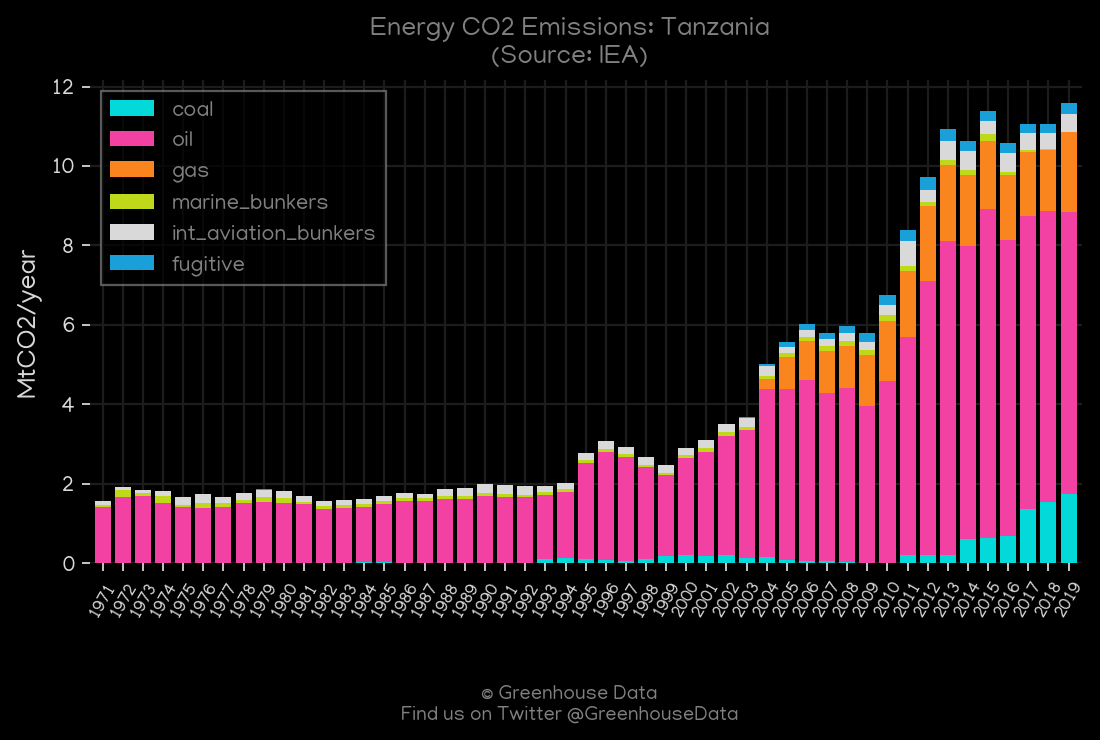 Energy CO2 Emissions: Tanzania
(Source: IEA)
MtCO2/year
12
10
8
6
4
2
0
coal
oil
gas
marine_bunkers
int_aviation_bunkers
fugitive
1971 1972 1973 1974 1975 1976 1977 1978 1979 1980 1981 1982 1983 1984 1985 1986 1987 1988 1989 1990 1991 1992 1993 1994 1995 1996 1997 1998 1999 2000 2001 2002 2003 2004 2005 2006 2007 2008 2009 2010 2011 2012 2013 2014 2015 2016 2017 2018 2019
© Greenhouse Data
Find us on Twitter @GreenhouseData